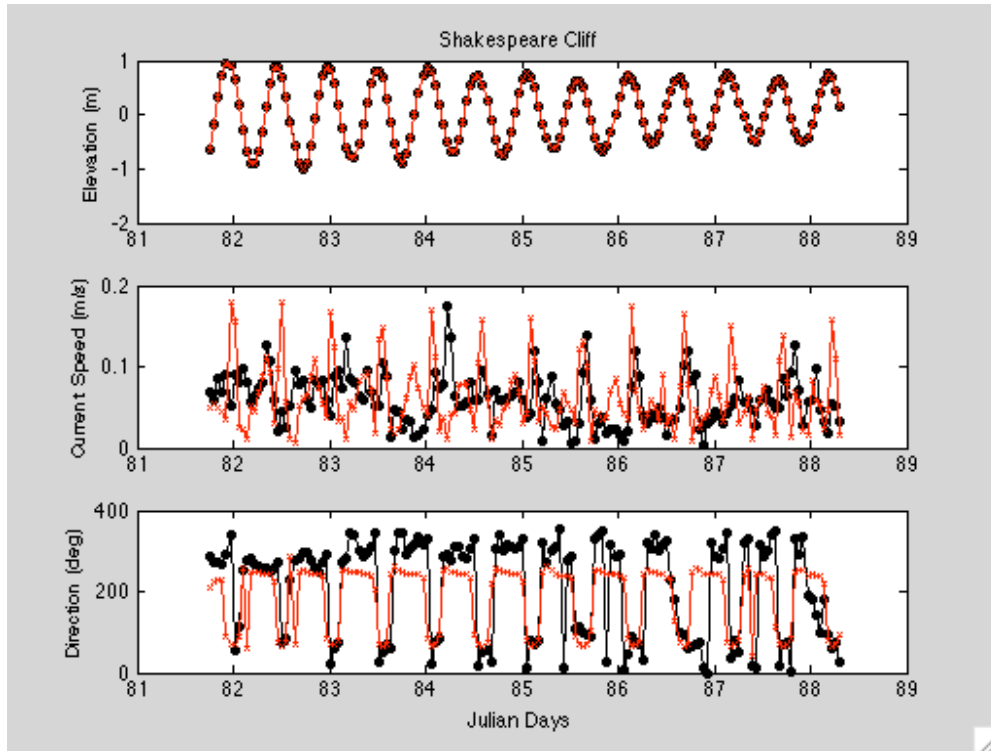 Shakespeare Cliff
Elevation (m)
1
0
-1
-2
81 82 83 84 85 86 87 88 89
Current Speed (m/s)
0.2
0.1
0
81 82 83 84 85 86 87 88 89
Direction (deg)
400
200
0
81 82 83 84 85 86 87 88 89
Julian Days